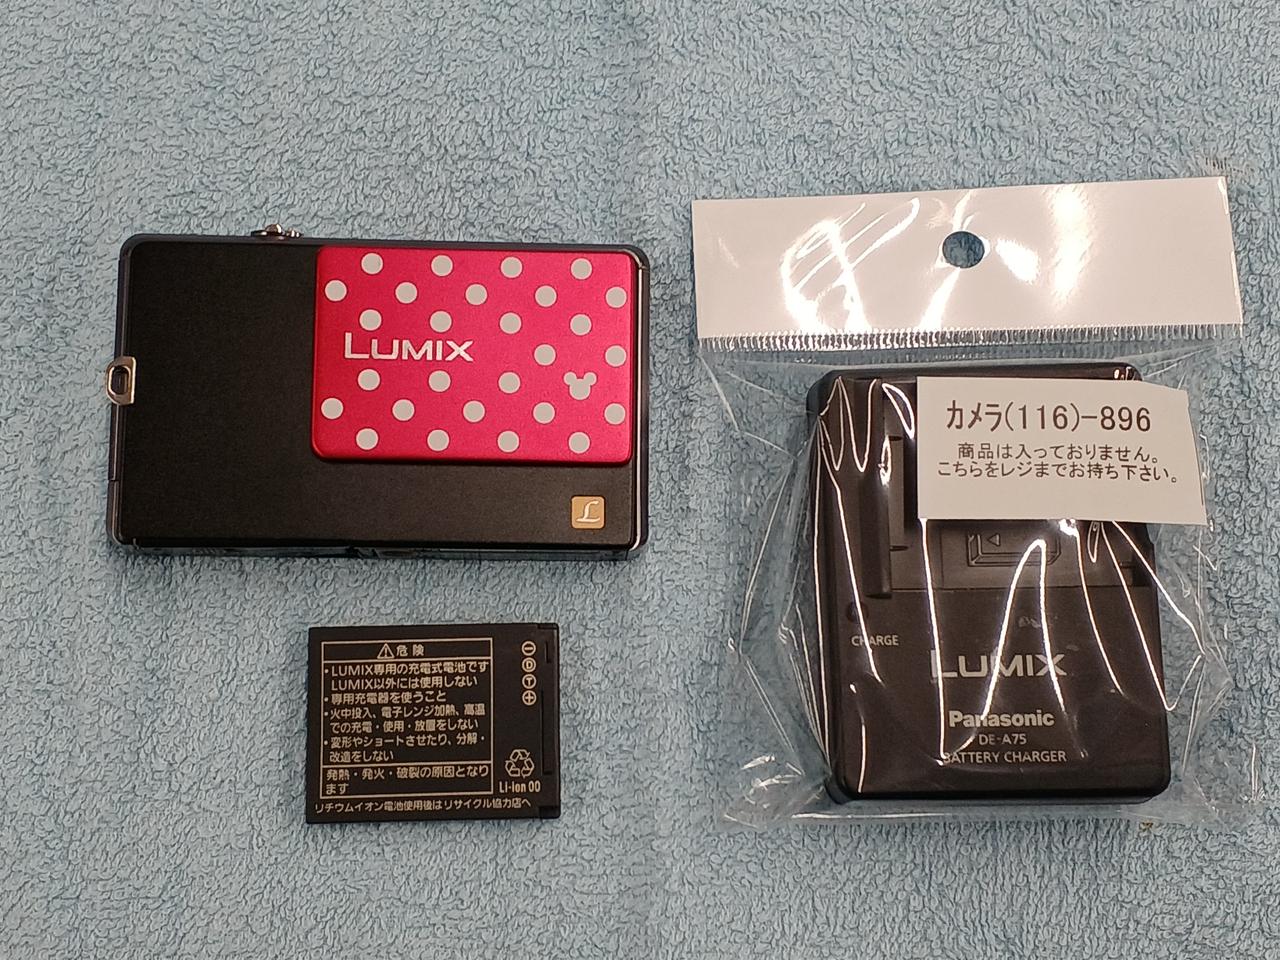 LUMIX
L
危険
・LUMIX専用の充電式電池です
LUMIX以外には使用しない
・専用充電器を使うこと
・火中投入、電子レンジ加熱、高温
での充電・使用・放置をしない
・変形やショートさせたり、分解・
改造をしない
発熱・発火・破裂の原因となり
ます
リチウムイオン電池使用後はリサイクル協力店へ
D
T
Li-ion 00
カメラ(116)-896
商品は入っておりません。
こちらをレジまでお持ち下さい。
CHARGE
LUMIX
Panasonic
DE-A75
BATTERY CHARGER